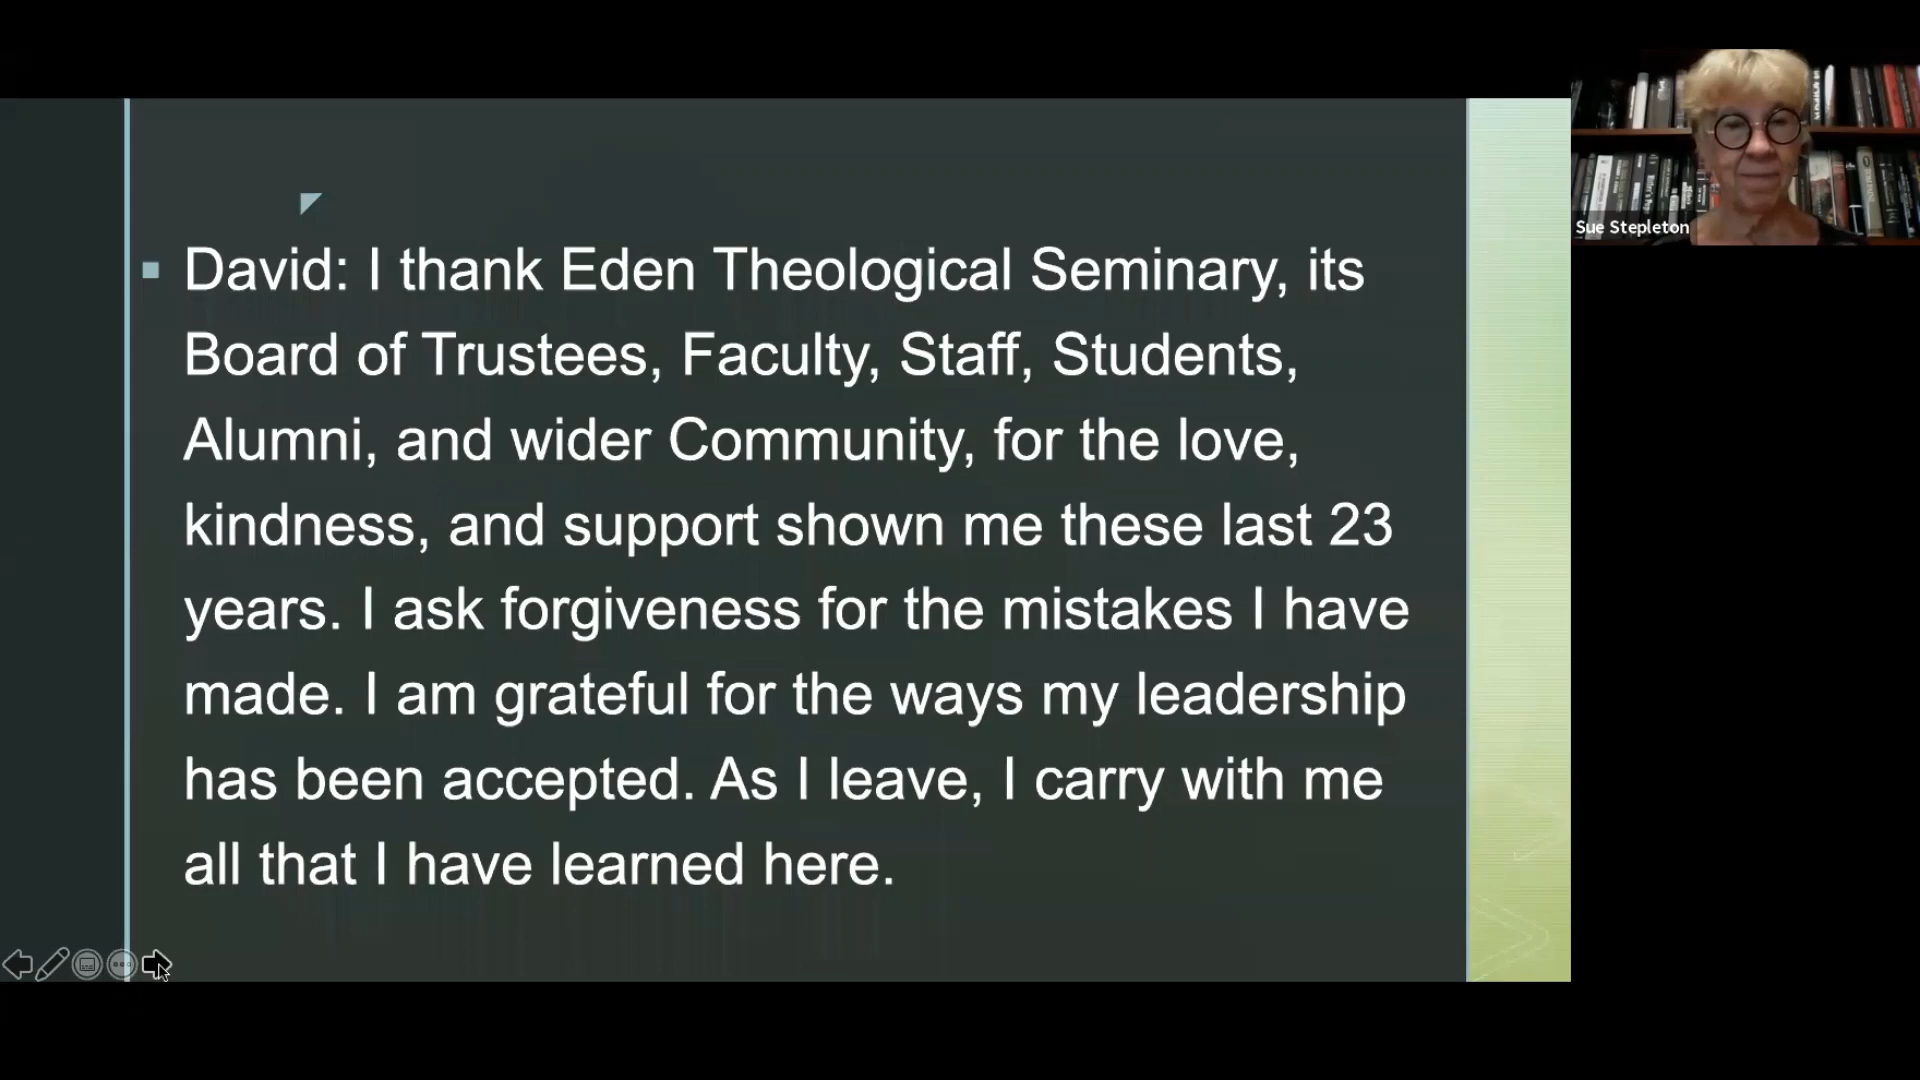 David: I thank Eden Theological Seminary, its
Board of Trustees, Faculty, Staff, Students,
Alumni, and wider Community, for the love,
kindness, and support shown me these last 23
years. I ask forgiveness for the mistakes I have
made. I am grateful for the ways my leadership
has been accepted. As I leave, I carry with me
all that I have learned here.
Sue Stepleton